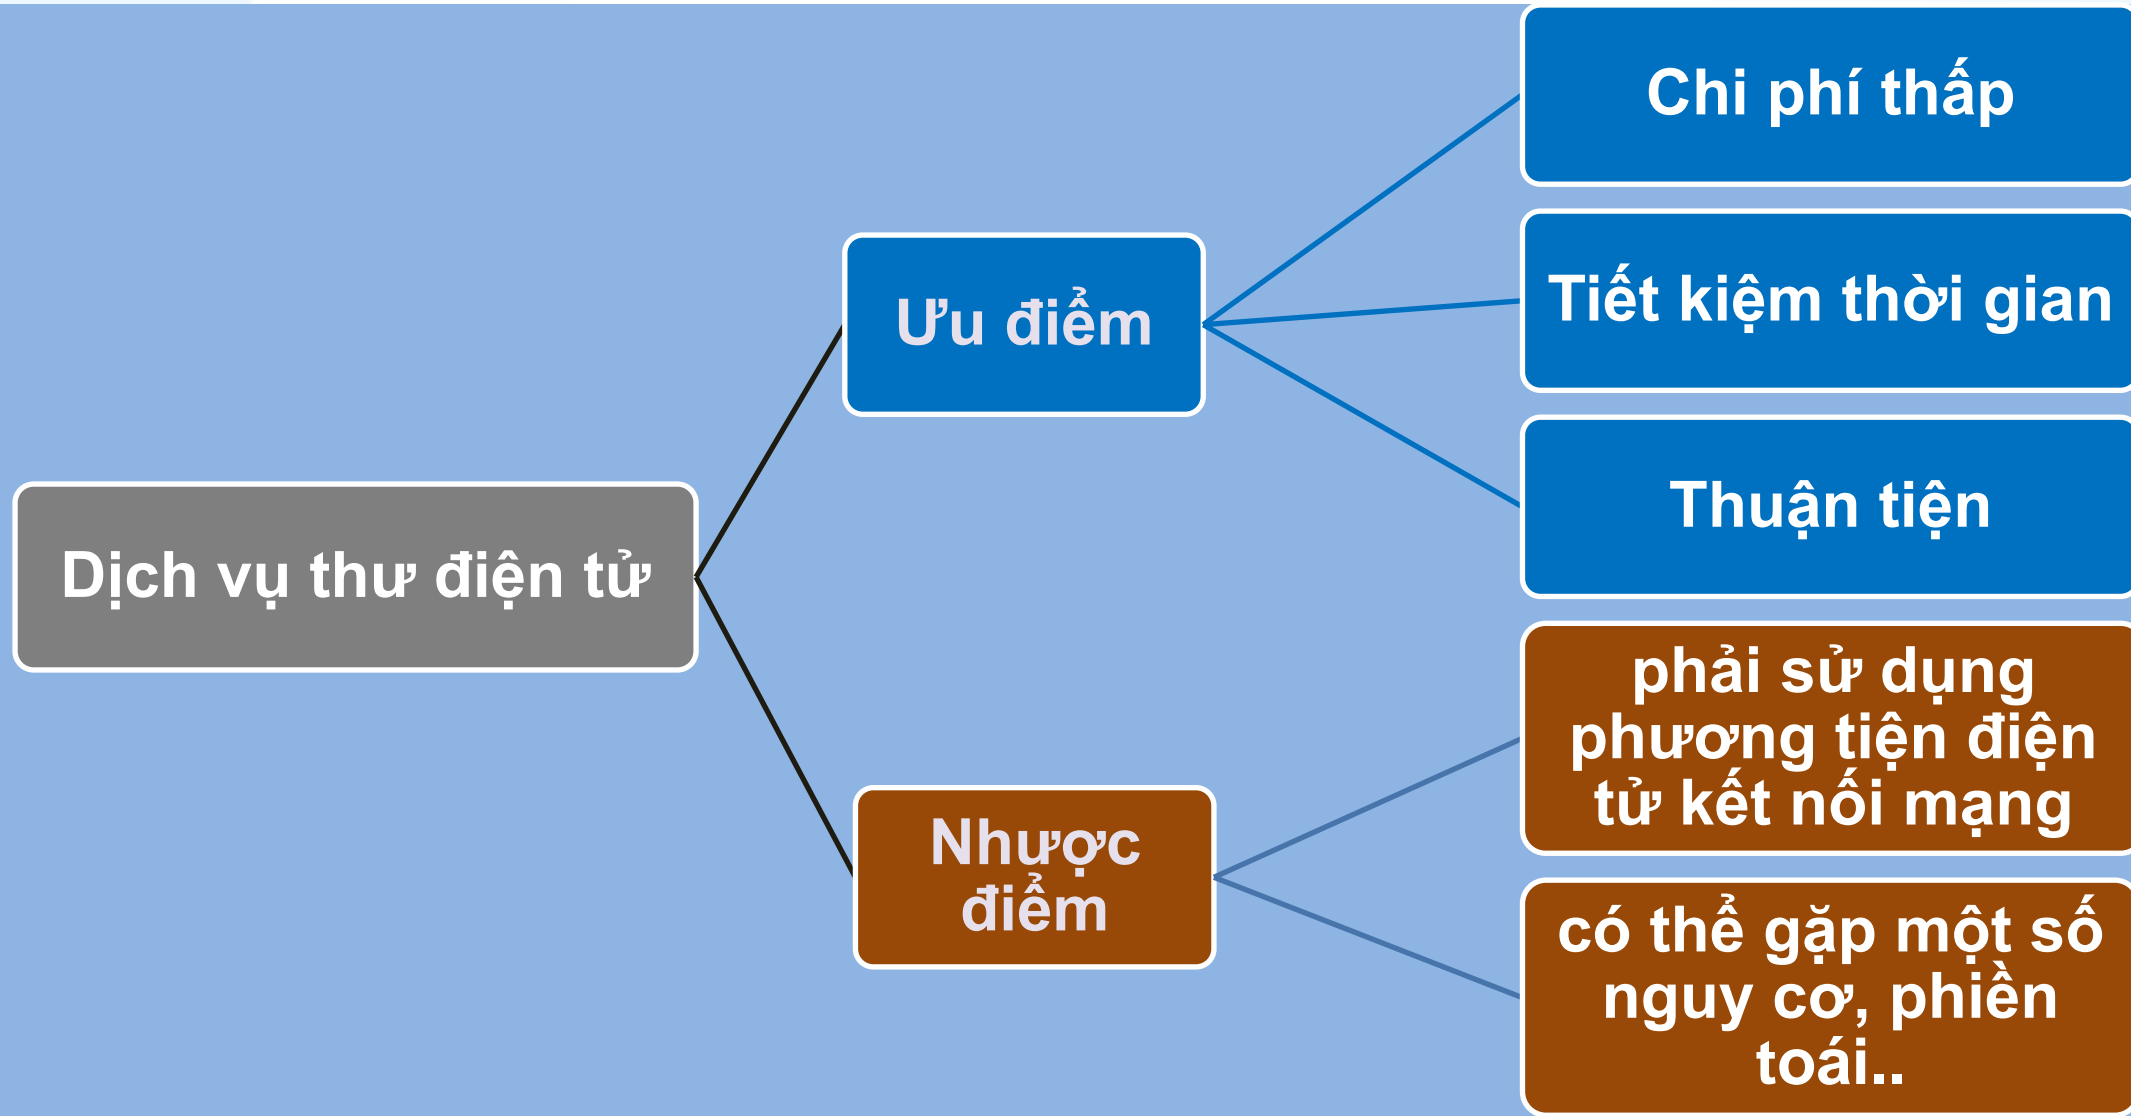 Dịch vụ thư điện tử
Ưu điểm
Chi phí thấp
Tiết kiệm thời gian
Thuận tiện
Nhược
điểm
phải sử dụng
phương tiện điện
tử kết nối mạng
có thể gặp một số
nguy cơ, phiền
toái..